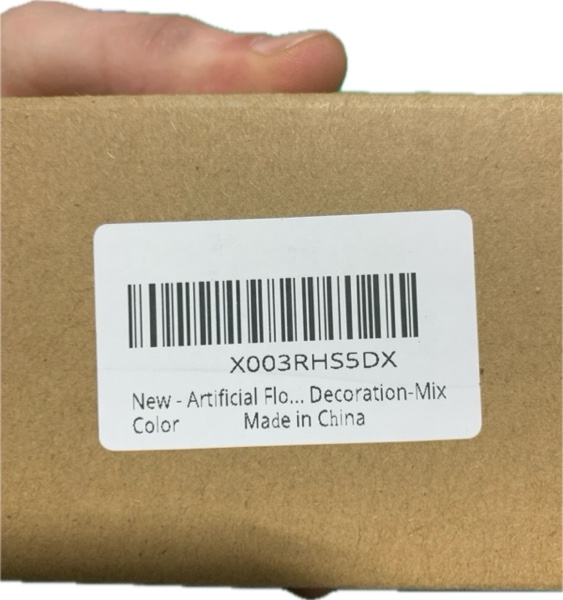 X003RHS5DX
New - Artificial Flo... Decoration-Mix
Color Made in China